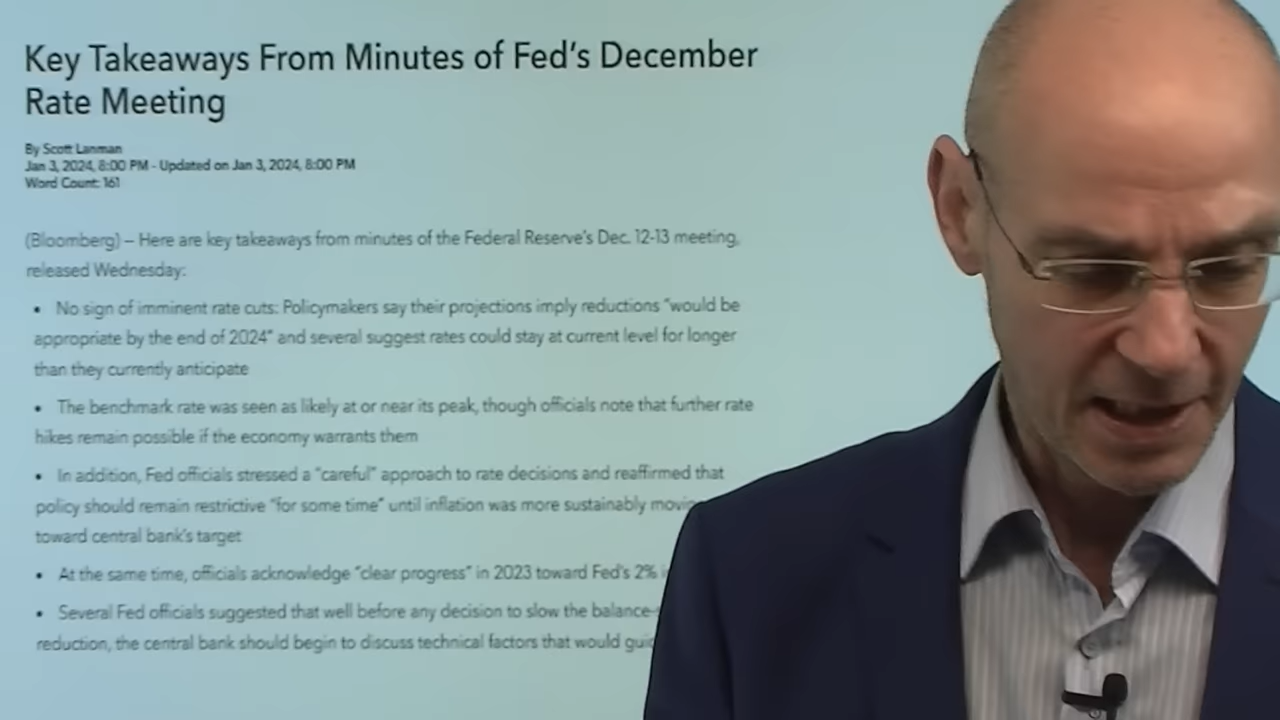 Key Takeaways From Minutes of Fed's December
Rate Meeting
By Scott Lanman
Jan 3, 2024, 8:00 PM - Updated on Jan 3, 2024, 8:00 PM
Word Count: 161
(Bloomberg) – Here are key takeaways from minutes of the Federal Reserve's Dec. 12-13 meeting,
released Wednesday:
• No sign of imminent rate cuts: Policymakers say their projections imply reductions "would be
appropriate by the end of 2024" and several suggest rates could stay at current level for longer
than they currently anticipate
• The benchmark rate was seen as likely at or near its peak, though officials note that further rate
hikes remain possible if the economy warrants them
• In addition, Fed officials stressed a "careful" approach to rate decisions and reaffirmed that
policy should remain restrictive "for some time" until inflation was more sustainably
toward central bank's target
• At the same time, officials acknowledge "clear progress" in 2023 toward Fed's 2%
• Several Fed officials suggested that well before any decision to slow the balance-
reduction, the central bank should begin to discuss technical factors that would